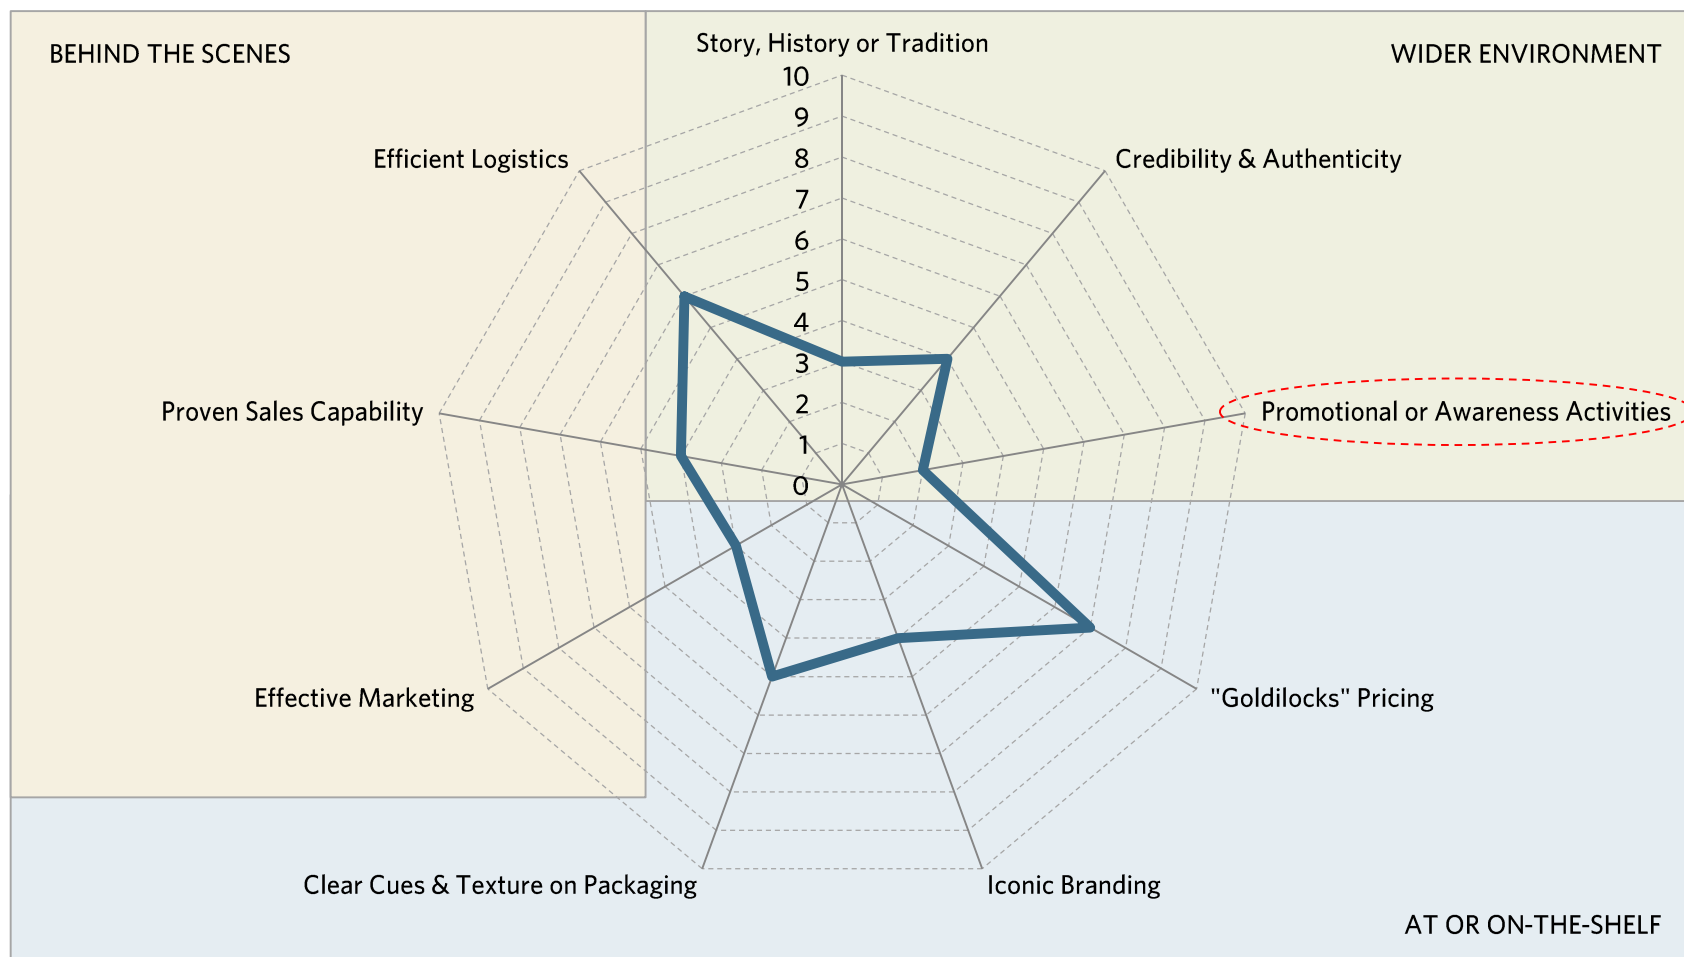 BEHIND THE SCENES
WIDER ENVIRONMENT
Story, History or Tradition
10
9
8
7
6
5
4
3
2
1
0
Efficient Logistics
Credibility & Authenticity
Proven Sales Capability
Promotional or Awareness Activities
Effective Marketing
"Goldilocks" Pricing
Clear Cues & Texture on Packaging
Iconic Branding
AT OR ON-THE-SHELF